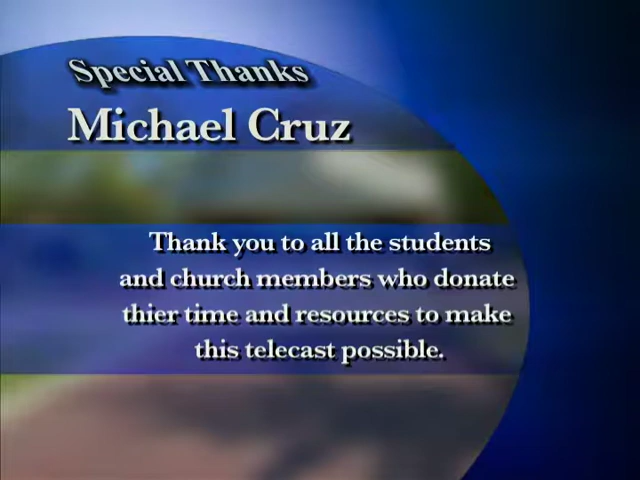 Special Thanks
Michael Cruz
Thank you to all the students
and church members who donate
thier time and resources to make
this telecast possible.